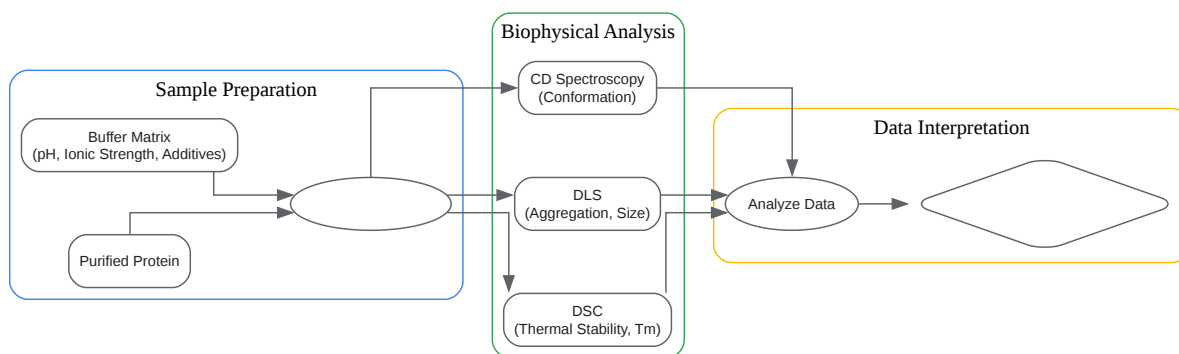 Biophysical Analysis
Sample Preparation
CD Spectroscopy
(Conformation)
Data Interpretation
Buffer Matrix
(pH, Ionic Strength, Additives)
DLS
(Aggregation, Size)
Analyze Data
Purified Protein
DSC
(Thermal Stability, Tm)